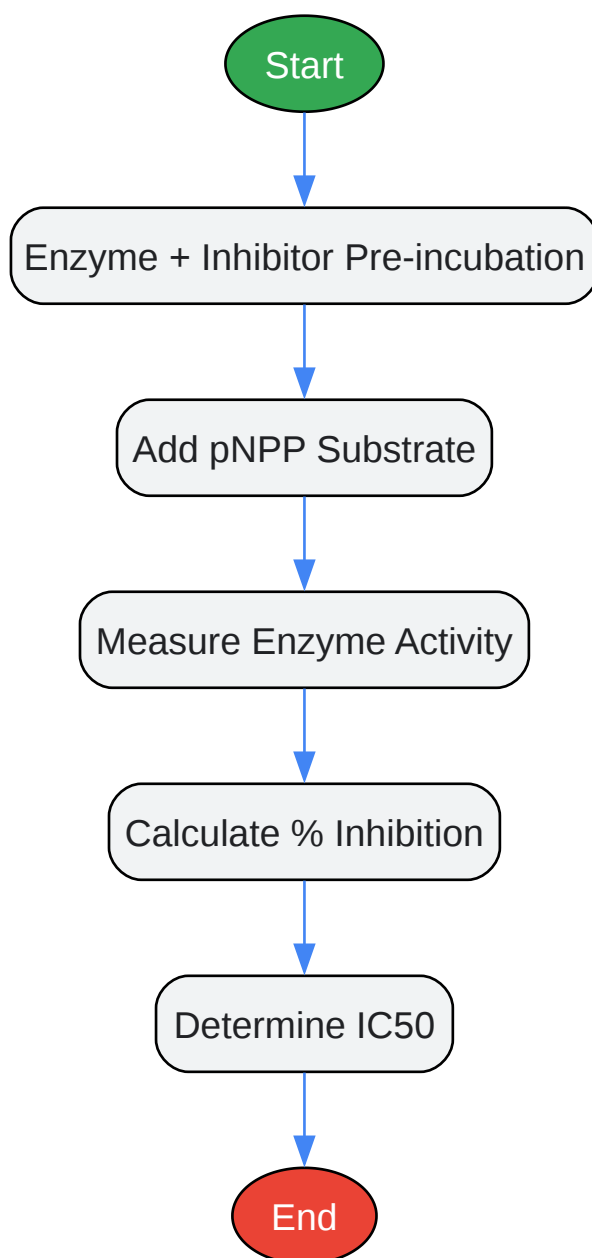 Start
Enzyme + Inhibitor Pre-incubation
Add pNPP Substrate
Measure Enzyme Activity
Calculate % Inhibition
Determine IC50
End